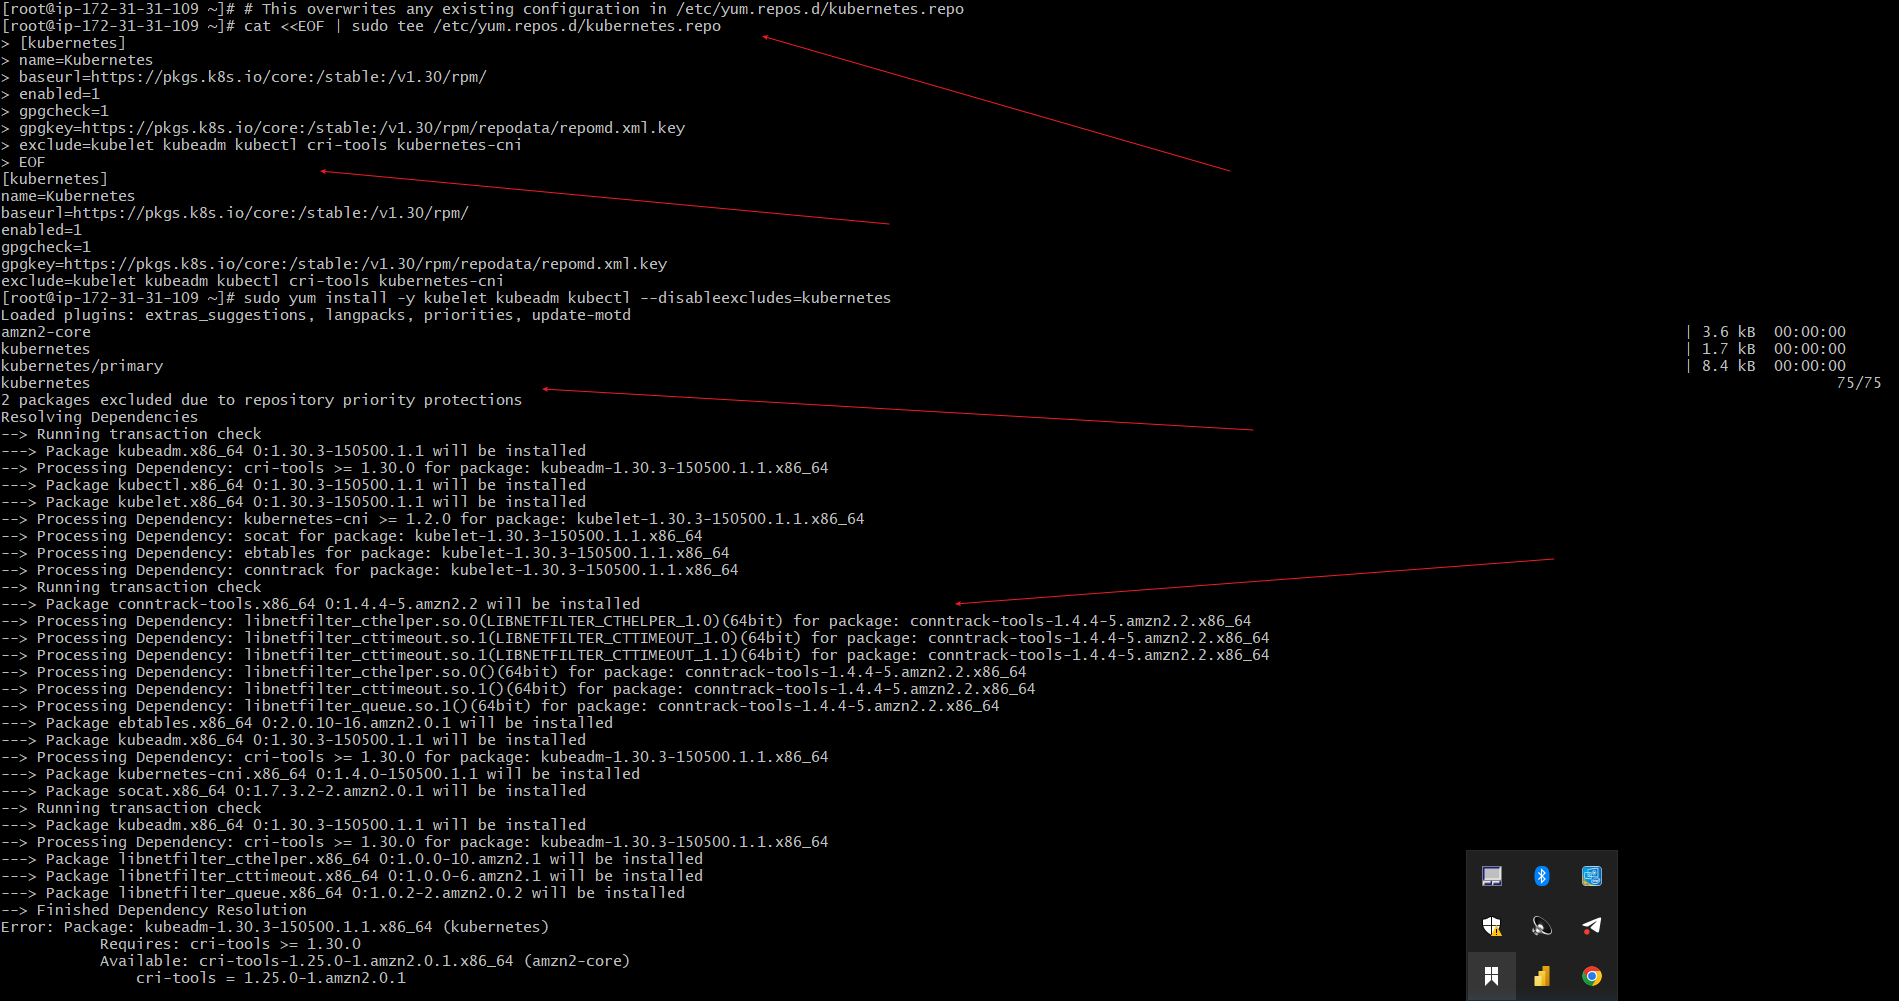 [root@ip-172-31-31-109 ~]# # This overwrites any existing configuration in /etc/yum.repos.d/kubernetes.repo
[root@ip-172-31-31-109 ~]# cat <<EOF | sudo tee /etc/yum.repos.d/kubernetes.repo
> [kubernetes]
> name=Kubernetes
> baseurl=https://pkgs.k8s.io/core:/stable:/v1.30/rpm/
> enabled=1
> gpgcheck=1
> gpgkey=https://pkgs.k8s.io/core:/stable:/v1.30/rpm/repodata/repomd.xml.key
> exclude=kubelet kubeadm kubectl cri-tools kubernetes-cni
> EOF
[kubernetes]
name=Kubernetes
baseurl=https://pkgs.k8s.io/core:/stable:/v1.30/rpm/
enabled=1
gpgcheck=1
gpgkey=https://pkgs.k8s.io/core:/stable:/v1.30/rpm/repodata/repomd.xml.key
exclude=kubelet kubeadm kubectl cri-tools kubernetes-cni
[root@ip-172-31-31-109 ~]# sudo yum install -y kubelet kubeadm kubectl --disableexcludes=kubernetes
Loaded plugins: extras_suggestions, langpacks, priorities, update-motd
amzn2-core | 3.6 kB 00:00:00
kubernetes | 1.7 kB 00:00:00
kubernetes/primary | 8.4 kB 00:00:00
kubernetes 75/75
2 packages excluded due to repository priority protections
Resolving Dependencies
--> Running transaction check
---> Package kubeadm.x86_64 0:1.30.3-150500.1.1 will be installed
--> Processing Dependency: cri-tools >= 1.30.0 for package: kubeadm-1.30.3-150500.1.1.x86_64
---> Package kubectl.x86_64 0:1.30.3-150500.1.1 will be installed
---> Package kubelet.x86_64 0:1.30.3-150500.1.1 will be installed
--> Processing Dependency: kubernetes-cni >= 1.2.0 for package: kubelet-1.30.3-150500.1.1.x86_64
--> Processing Dependency: socat for package: kubelet-1.30.3-150500.1.1.x86_64
--> Processing Dependency: ebtables for package: kubelet-1.30.3-150500.1.1.x86_64
--> Processing Dependency: conntrack for package: kubelet-1.30.3-150500.1.1.x86_64
--> Running transaction check
---> Package conntrack-tools.x86_64 0:1.4.4-5.amzn2.2 will be installed
--> Processing Dependency: libnetfilter_cthelper.so.0(LIBNETFILTER_CTHELPER_1.0)(64bit) for package: conntrack-tools-1.4.4-5.amzn2.2.x86_64
--> Processing Dependency: libnetfilter_cttimeout.so.1(LIBNETFILTER_CTTIMEOUT_1.0)(64bit) for package: conntrack-tools-1.4.4-5.amzn2.2.x86_64
--> Processing Dependency: libnetfilter_cttimeout.so.1(LIBNETFILTER_CTTIMEOUT_1.1)(64bit) for package: conntrack-tools-1.4.4-5.amzn2.2.x86_64
--> Processing Dependency: libnetfilter_cthelper.so.0()(64bit) for package: conntrack-tools-1.4.4-5.amzn2.2.x86_64
--> Processing Dependency: libnetfilter_cttimeout.so.1()(64bit) for package: conntrack-tools-1.4.4-5.amzn2.2.x86_64
--> Processing Dependency: libnetfilter_queue.so.1()(64bit) for package: conntrack-tools-1.4.4-5.amzn2.2.x86_64
---> Package ebtables.x86_64 0:2.0.10-16.amzn2.0.1 will be installed
---> Package kubeadm.x86_64 0:1.30.3-150500.1.1 will be installed
--> Processing Dependency: cri-tools >= 1.30.0 for package: kubeadm-1.30.3-150500.1.1.x86_64
---> Package kubernetes-cni.x86_64 0:1.4.0-150500.1.1 will be installed
---> Package socat.x86_64 0:1.7.3.2-2.amzn2.0.1 will be installed
--> Running transaction check
---> Package kubeadm.x86_64 0:1.30.3-150500.1.1 will be installed
--> Processing Dependency: cri-tools >= 1.30.0 for package: kubeadm-1.30.3-150500.1.1.x86_64
---> Package libnetfilter_cthelper.x86_64 0:1.0.0-10.amzn2.1 will be installed
---> Package libnetfilter_cttimeout.x86_64 0:1.0.0-6.amzn2.1 will be installed
---> Package libnetfilter_queue.x86_64 0:1.0.2-2.amzn2.0.2 will be installed
--> Finished Dependency Resolution
Error: Package: kubeadm-1.30.3-150500.1.1.x86_64 (kubernetes)
Requires: cri-tools >= 1.30.0
Available: cri-tools-1.25.0-1.amzn2.0.1.x86_64 (amzn2-core)
cri-tools = 1.25.0-1.amzn2.0.1